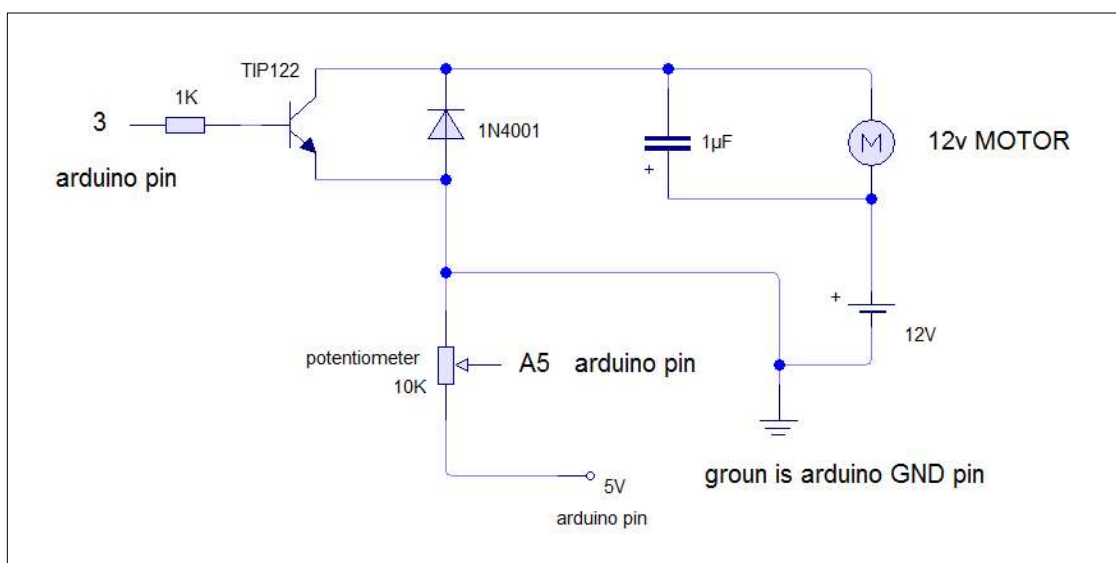 TIP122
1K
3
arduino pin
1N4001
1µF
+
M
12v MOTOR
+
12V
potentiometer
10K
A5 arduino pin
5V
arduino pin
groun is arduino GND pin